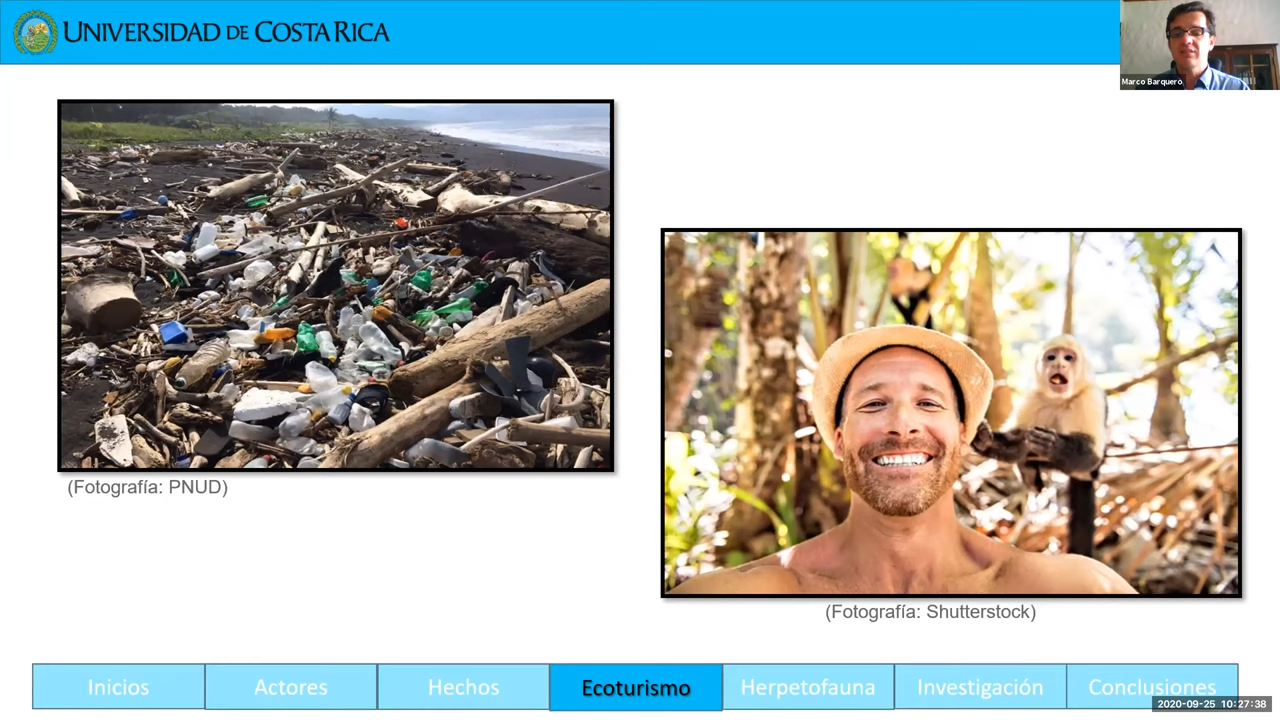 UNIVERSIDAD DE COSTA RICA
Marco Barquero
(Fotografía: PNUD)
(Fotografía: Shutterstock)
Inicios
Actores
Hechos
Ecoturismo
Herpetofauna
Investigación
Conclusiones
2020-09-25 10:27:38